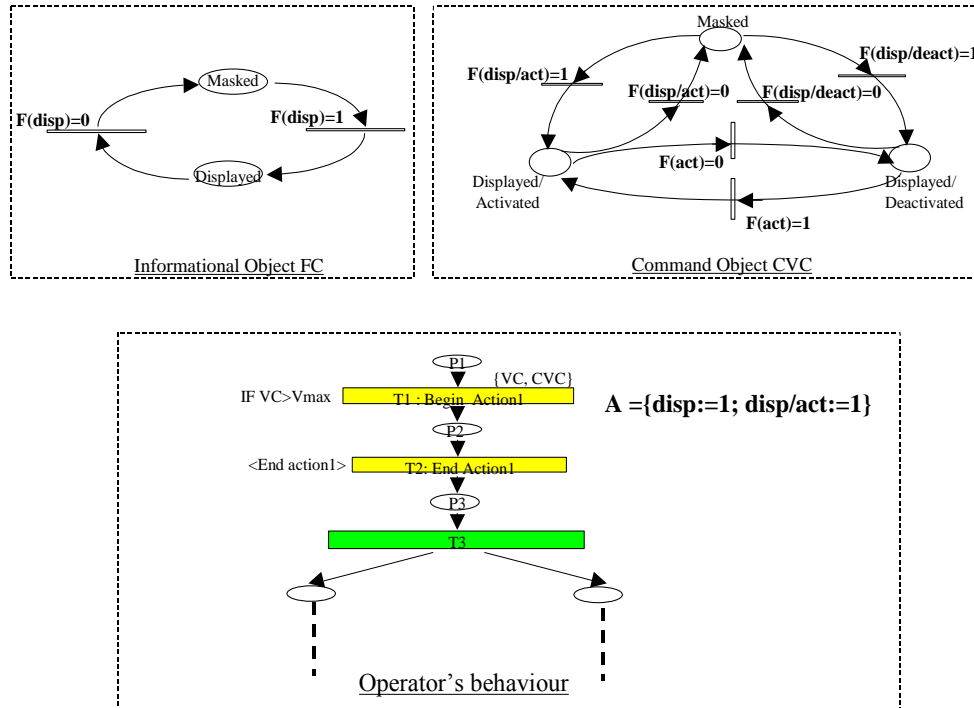 Masked
F(disp)=0
F(disp)=1
Displayed
Informational Object FC
Masked
F(disp/act)=1
F(disp/deact)=1
F(disp/act)=0
F(disp/deact)=0
F(act)=0
Displayed/
Activated
Displayed/
Deactivated
F(act)=1
Command Object CVC
P1
{VC, CVC}
IF VC>Vmax
T1 : Begin_Action1
A ={disp:=1; disp/act:=1}
P2
<End action1>
T2: End Action1
P3
T3
Operator's behaviour